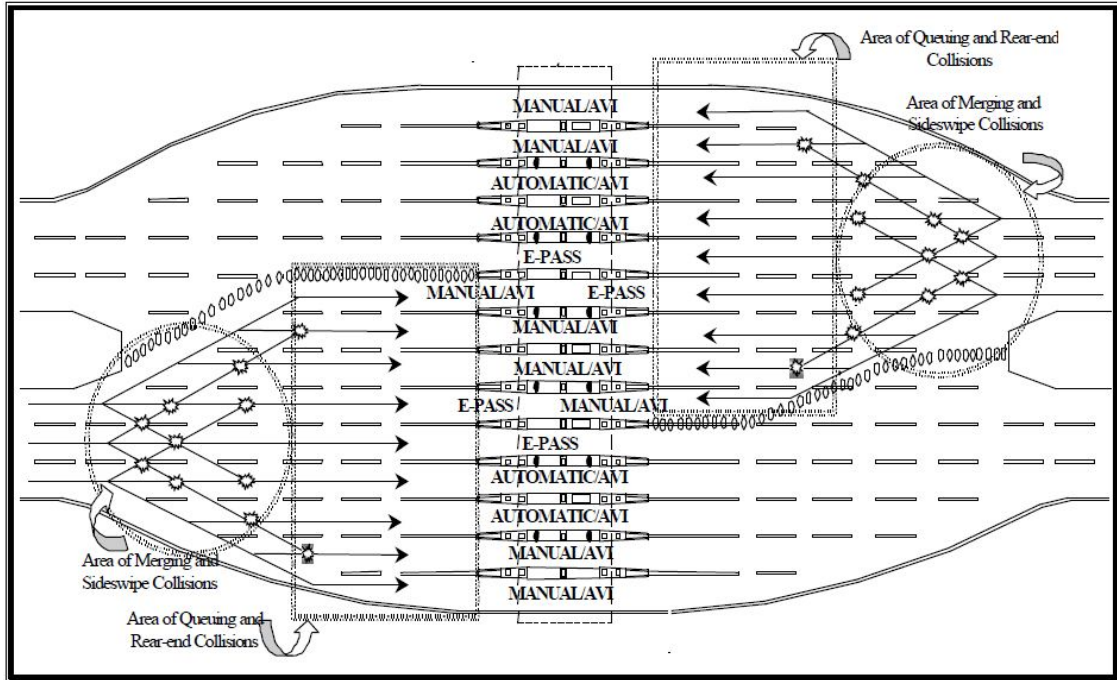 Area of Queuing and Rear-end
Collisions
MANUAL/AVI
Area of Merging and
Sideswipe Collisions
MANUAL/AVI
AUTOMATIC/AVI
AUTOMATIC/AVI
E-PASS
MANUAL/AVI E-PASS
MANUAL/AVI
MANUAL/AVI
E-PASS MANUAL/AVI
E-PASS
AUTOMATIC/AVI
AUTOMATIC/AVI
MANUAL/AVI
Area of Merging and
Sideswipe Collisions
MANUAL/AVI
Area of Queuing and
Rear-end Collisions